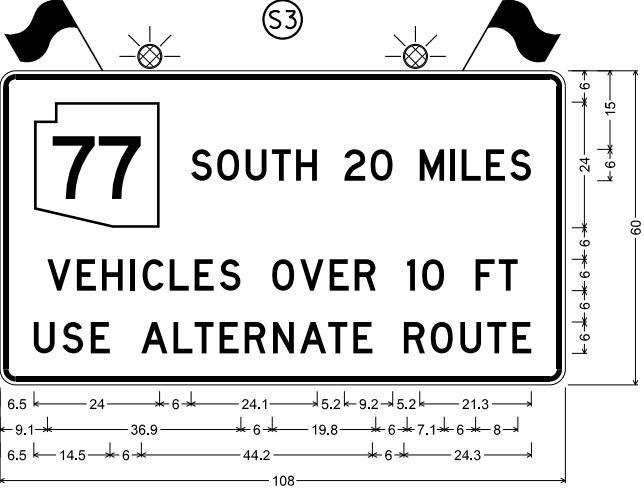 S3
77 SOUTH 20 MILES
VEHICLES OVER 10 FT
USE ALTERNATE ROUTE
6
15
24
6
60
6
6
6
6
6.5 24 6 24.1 5.2 9.2 5.2 21.3
9.1 36.9 6 19.8 6 7.1 6 8
6.5 14.5 6 44.2 6 24.3
108